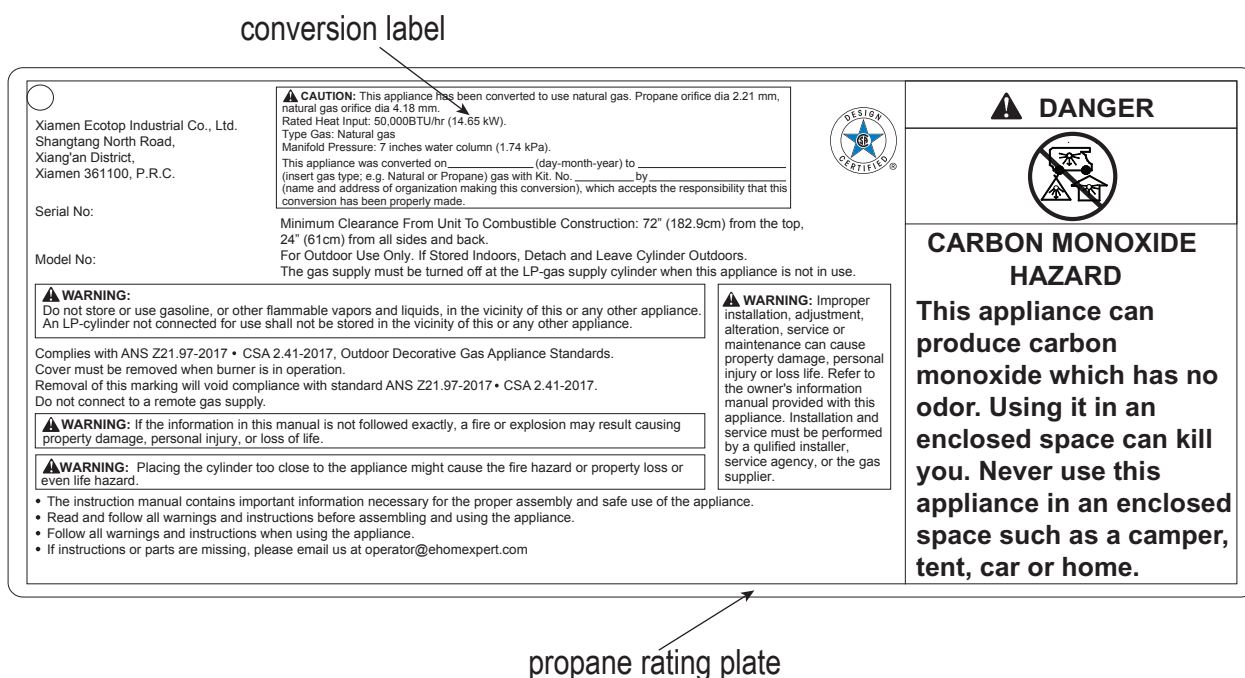 conversion label
Xiamen Ecotop Industrial Co., Ltd.
Shangtang North Road,
Xiang'an District,
Xiamen 361100, P.R.C.
Serial No:
Model No:
CAUTION: This appliance has been converted to use natural gas. Propane orifice dia 2.21 mm,
natural gas orifice dia 4.18 mm.
Rated Heat Input: 50,000BTU/hr (14.65 kW).
Type Gas: Natural gas
Manifold Pressure: 7 inches water column (1.74 kPa).
This appliance was converted on (day-month-year) to
(insert gas type; e.g. Natural or Propane) gas with Kit. No. by
(name and address of organization making this conversion), which accepts the responsibility that this
conversion has been properly made.
DESIGN
CERTIFIED
®
Minimum Clearance From Unit To Combustible Construction: 72” (182.9cm) from the top,
24” (61cm) from all sides and back.
For Outdoor Use Only. If Stored Indoors, Detach and Leave Cylinder Outdoors.
The gas supply must be turned off at the LP-gas supply cylinder when this appliance is not in use.
WARNING:
Do not store or use gasoline, or other flammable vapors and liquids, in the vicinity of this or any other appliance.
An LP-cylinder not connected for use shall not be stored in the vicinity of this or any other appliance.
Complies with ANS Z21.97-2017 • CSA 2.41-2017, Outdoor Decorative Gas Appliance Standards.
Cover must be removed when burner is in operation.
Removal of this marking will void compliance with standard ANS Z21.97-2017 • CSA 2.41-2017.
Do not connect to a remote gas supply.
WARNING: If the information in this manual is not followed exactly, a fire or explosion may result causing
property damage, personal injury, or loss of life.
WARNING: Placing the cylinder too close to the appliance might cause the fire hazard or property loss or
even life hazard.
WARNING: Improper
installation, adjustment,
alteration, service or
maintenance can cause
property damage, personal
injury or loss life. Refer to
the owner's information
manual provided with this
appliance. Installation and
service must be performed
by a qulified installer,
service agency, or the gas
supplier.
• The instruction manual contains important information necessary for the proper assembly and safe use of the appliance.
• Read and follow all warnings and instructions before assembling and using the appliance.
• Follow all warnings and instructions when using the appliance.
• If instructions or parts are missing, please email us at operator@ehomexpert.com
DANGER
CARBON MONOXIDE
HAZARD
This appliance can
produce carbon
monoxide which has no
odor. Using it in an
enclosed space can kill
you. Never use this
appliance in an enclosed
space such as a camper,
tent, car or home.
propane rating plate